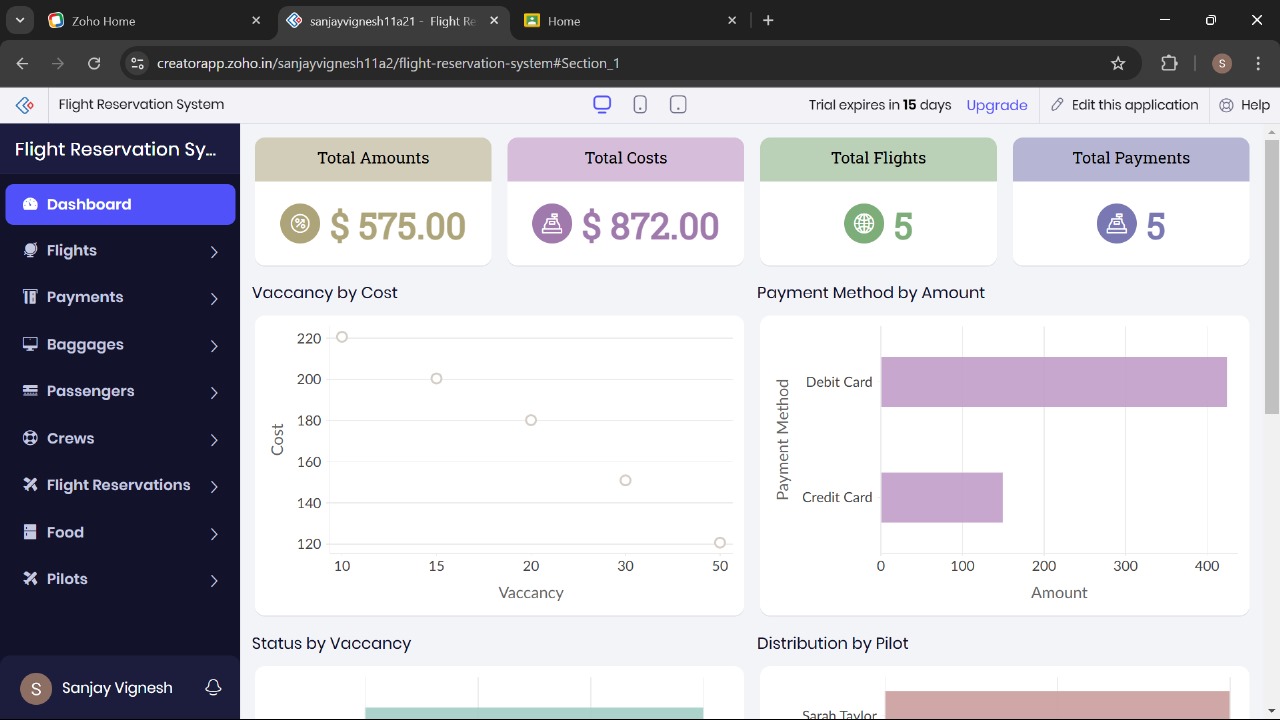 Zoho Home
sanjayvignesh11a21 - Flight Re
Home
creatorapp.zoho.in/sanjayvignesh11a2/flight-reservation-system#Section_1
S
Flight Reservation System
Trial expires in 15 days
Upgrade
Edit this application
Help
Flight Reservation Sy...
Dashboard
Flights
Payments
Baggages
Passengers
Crews
Flight Reservations
Food
Pilots
S
Sanjay Vignesh
Total Amounts
$ 575.00
Total Costs
$ 872.00
Total Flights
5
Total Payments
5
Vaccancy by Cost
Cost
220
200
180
160
140
120
10 15 20 30 50
Vaccancy
Payment Method by Amount
Payment Method
Debit Card
Credit Card
0 100 200 300 400
Amount
Status by Vaccancy
Distribution by Pilot
Sarah Taylor